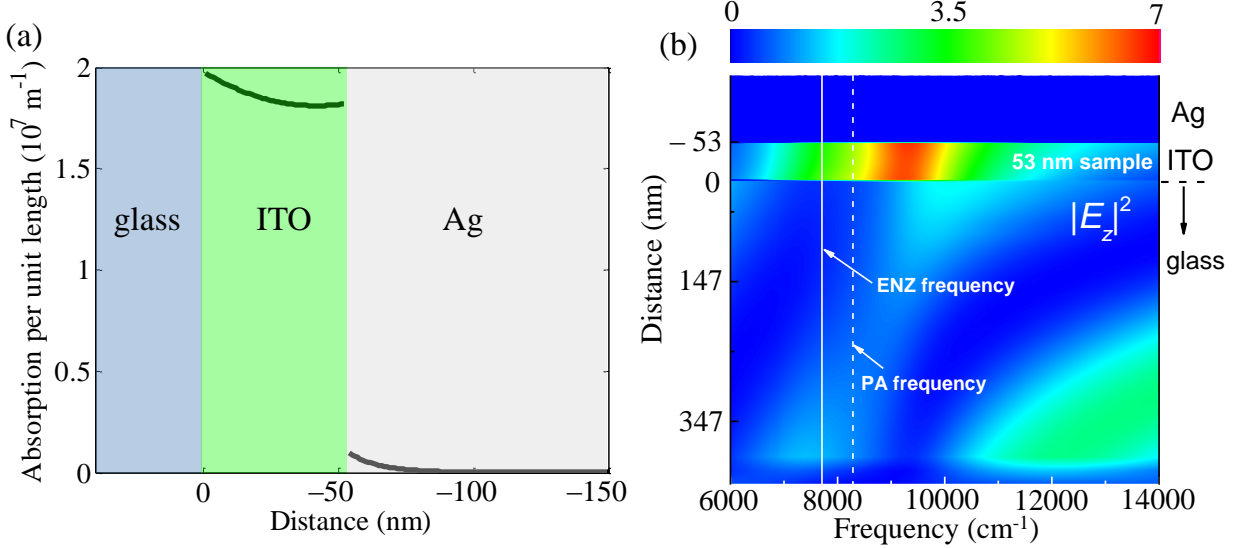 (a)
Absorption per unit length (10⁷ m⁻¹)
2
1.5
1
0.5
0
glass
ITO
Ag
0
−50
−100
−150
Distance (nm)
(b)
0
3.5
7
Distance (nm)
−53
0
147
347
53 nm sample
|E_z|²
ENZ frequency
PA frequency
Ag
ITO
glass
6000
8000
10000
12000
14000
Frequency (cm⁻¹)